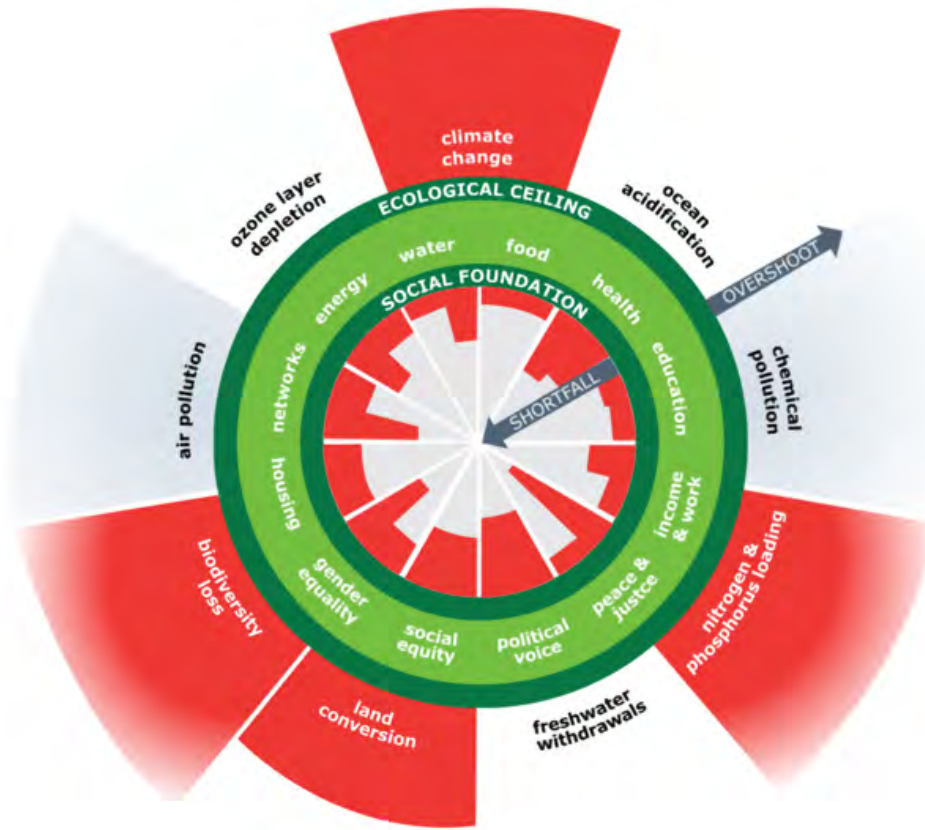 climate
change
ocean
acidification
chemical
pollution
nitrogen &
phosphorus loading
freshwater
withdrawals
land
conversion
biodiversity
loss
air pollution
ozone layer
depletion
ECOLOGICAL CEILING
OVERSHOOT
water
food
health
education
income
& work
peace &
justce
political
voice
social
equity
gender
equality
housing
networks
energy
SOCIAL FOUNDATION
SHORTFALL